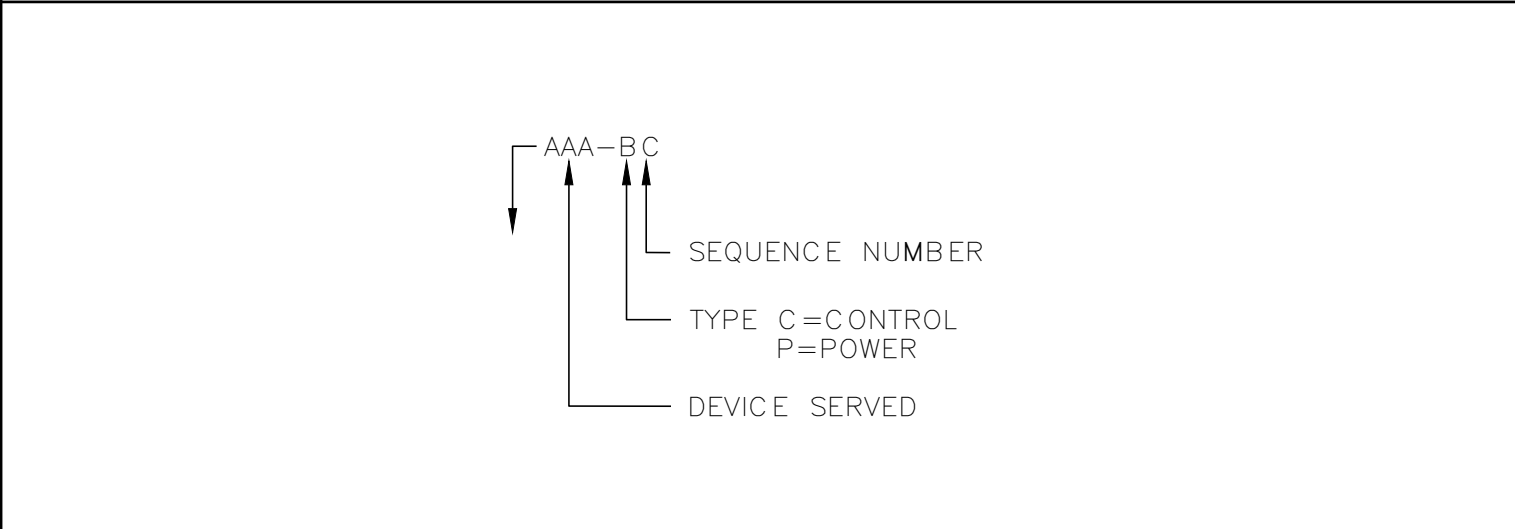 AAA-BC
SEQUENCE NUMBER
TYPE C=CONTROL
P=POWER
DEVICE SERVED